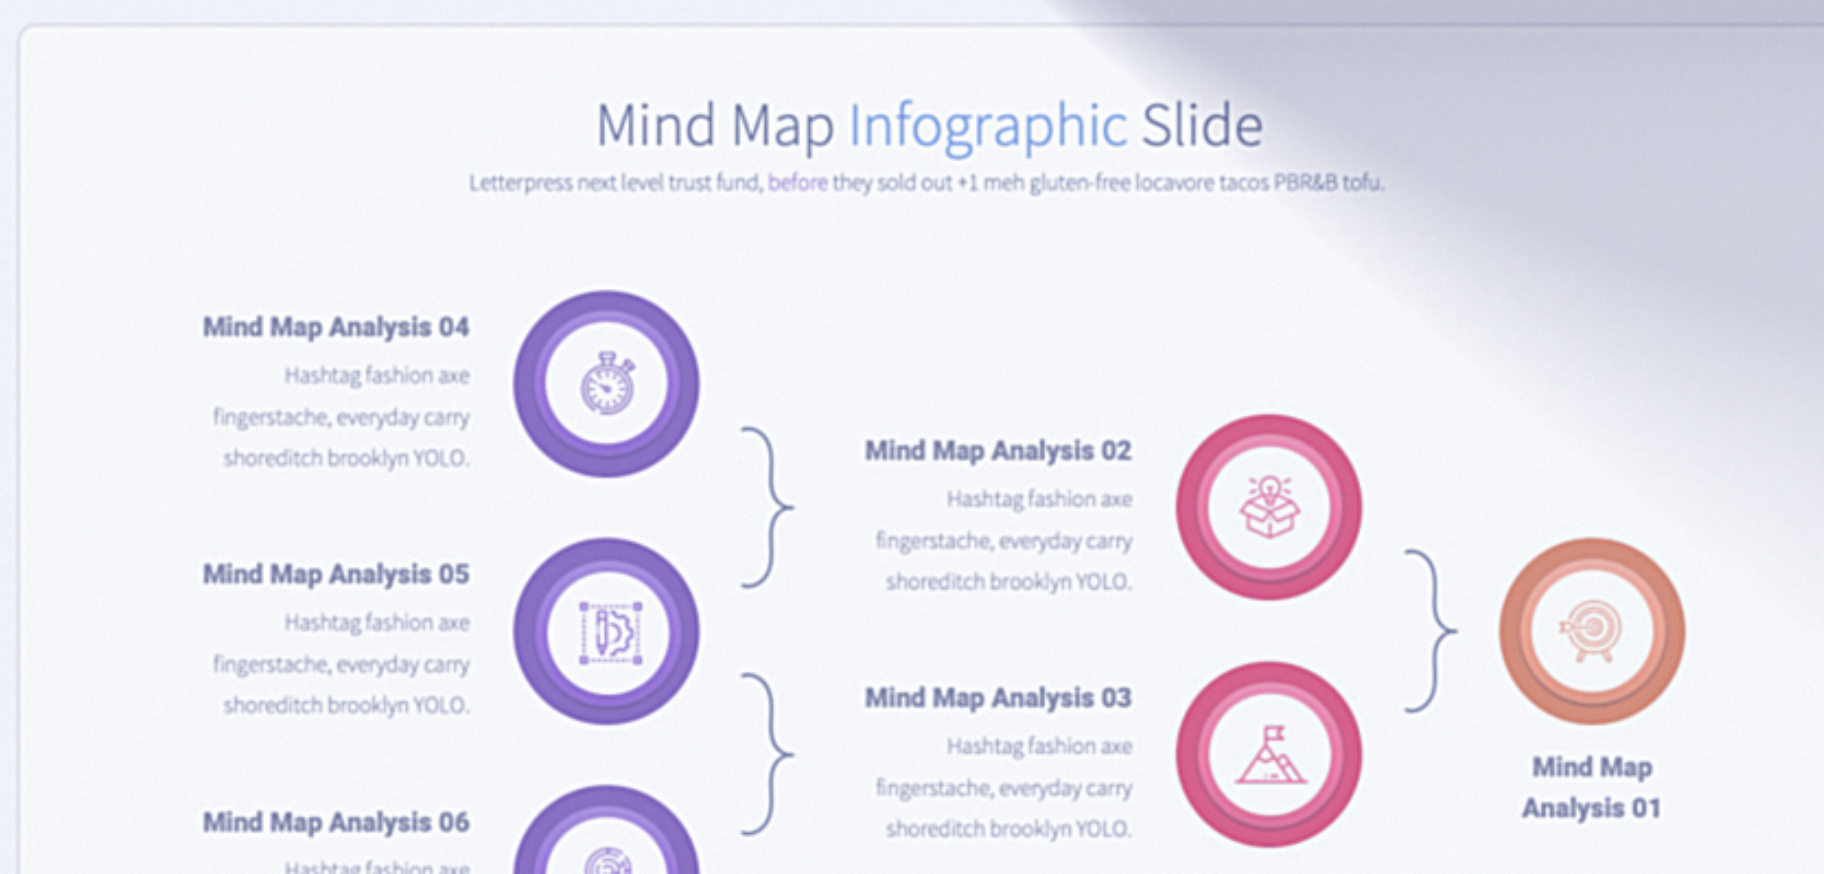 Mind Map Infographic Slide
Letterpress next level trust fund, before they sold out +1 meh gluten-free locavore tacos PBR&B tofu.
Mind Map Analysis 04
Hashtag fashion axe
fingerstache, everyday carry
shoreditch brooklyn YOLO.
Mind Map Analysis 05
Hashtag fashion axe
fingerstache, everyday carry
shoreditch brooklyn YOLO.
Mind Map Analysis 06
Hashtag fashion axe
Mind Map Analysis 02
Hashtag fashion axe
fingerstache, everyday carry
shoreditch brooklyn YOLO.
Mind Map Analysis 03
Hashtag fashion axe
fingerstache, everyday carry
shoreditch brooklyn YOLO.
Mind Map
Analysis 01